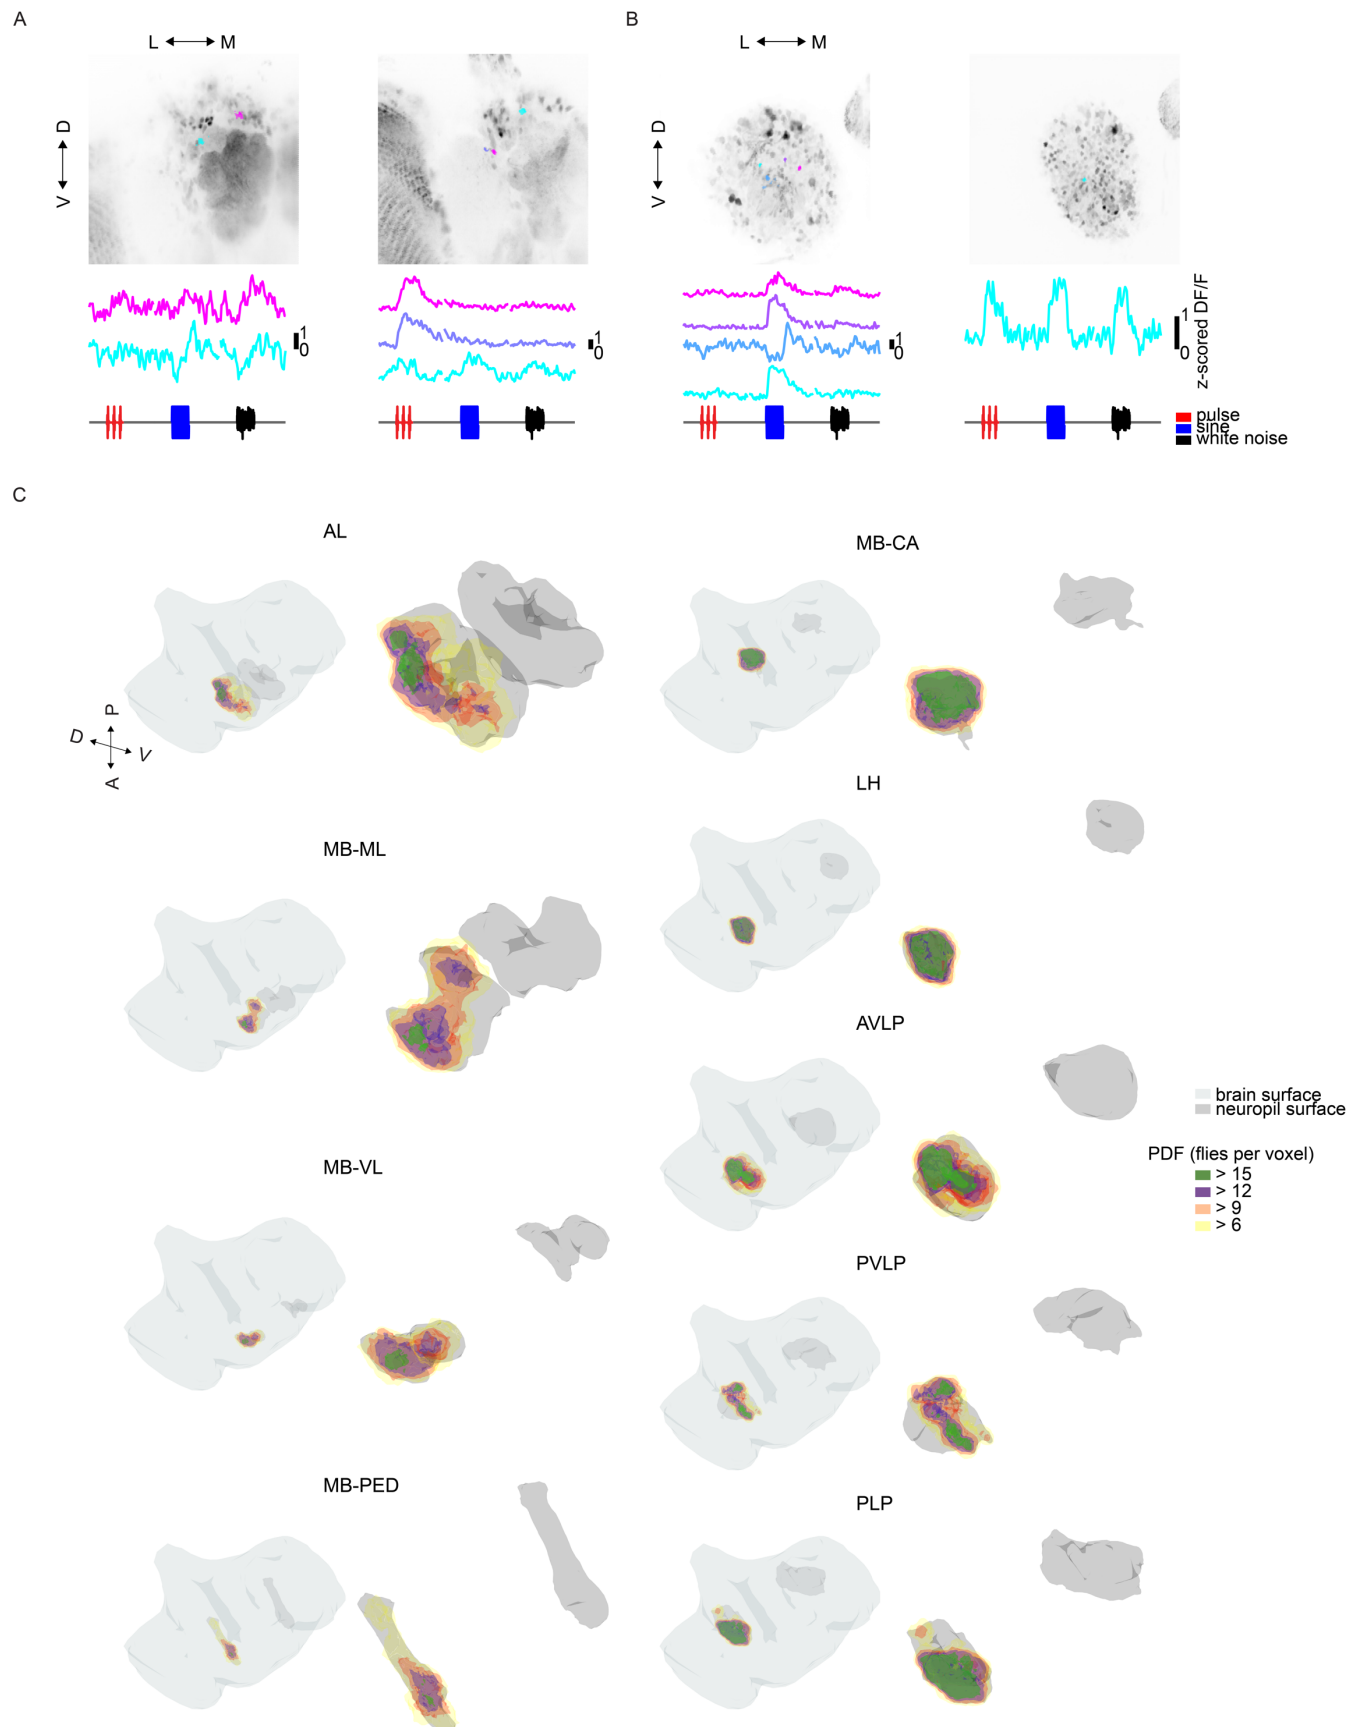 A
B
L M
L M
D
V
D
V
1
0
1
0
1
0
1
0
z-scored DF/F
pulse
sine
white noise
C
AL
MB-CA
P
D
V
A
LH
MB-ML
AVLP
brain surface
neuropil surface
PDF (flies per voxel)
> 15
> 12
> 9
> 6
MB-VL
PVLP
MB-PED
PLP